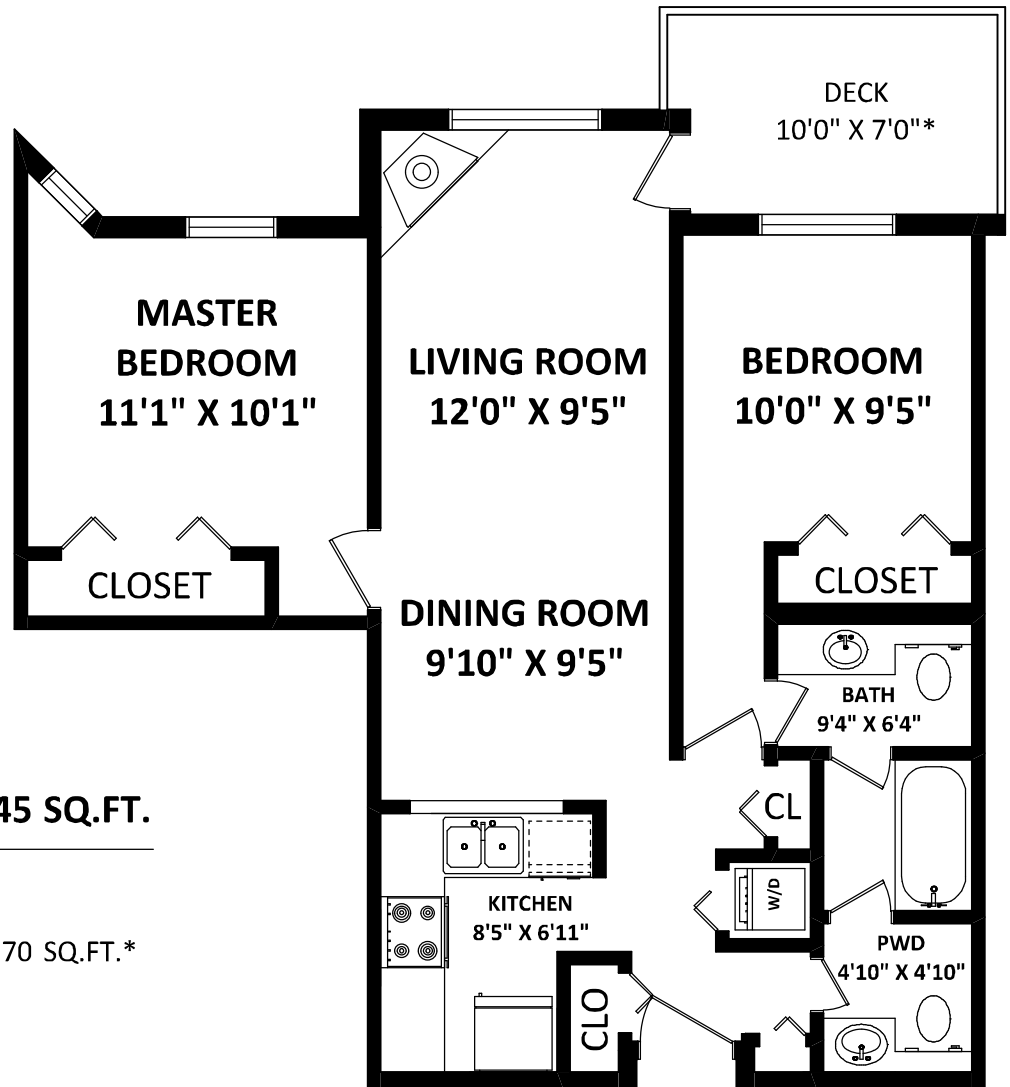 DECK
10'0" X 7'0"*
MASTER
BEDROOM
11'1" X 10'1"
LIVING ROOM
12'0" X 9'5"
BEDROOM
10'0" X 9'5"
CLOSET
CLOSET
DINING ROOM
9'10" X 9'5"
BATH
9'4" X 6'4"
45 SQ.FT.
CL
W/D
KITCHEN
8'5" X 6'11"
70 SQ.FT.*
PWD
4'10" X 4'10"
CLO